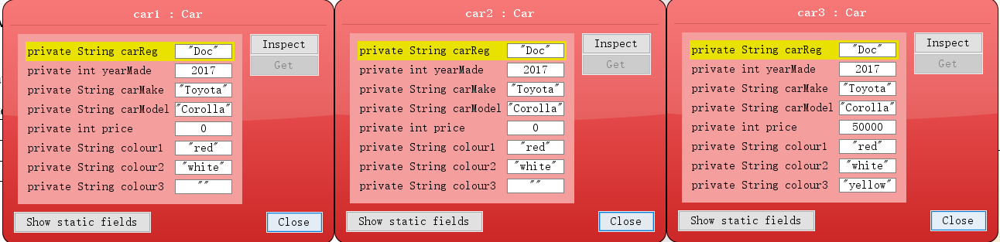 car1 : Car
private String carReg "Doc"
Inspect
private int yearMade 2017
Get
private String carMake "Toyota"
private String carModel "Corolla"
private int price 0
private String colour1 "red"
private String colour2 "white"
private String colour3 ""
Show static fields
Close
car2 : Car
private String carReg "Doc"
Inspect
private int yearMade 2017
Get
private String carMake "Toyota"
private String carModel "Corolla"
private int price 0
private String colour1 "red"
private String colour2 "white"
private String colour3 ""
Show static fields
Close
car3 : Car
private String carReg "Doc"
Inspect
private int yearMade 2017
Get
private String carMake "Toyota"
private String carModel "Corolla"
private int price 50000
private String colour1 "red"
private String colour2 "white"
private String colour3 "yellow"
Show static fields
Close